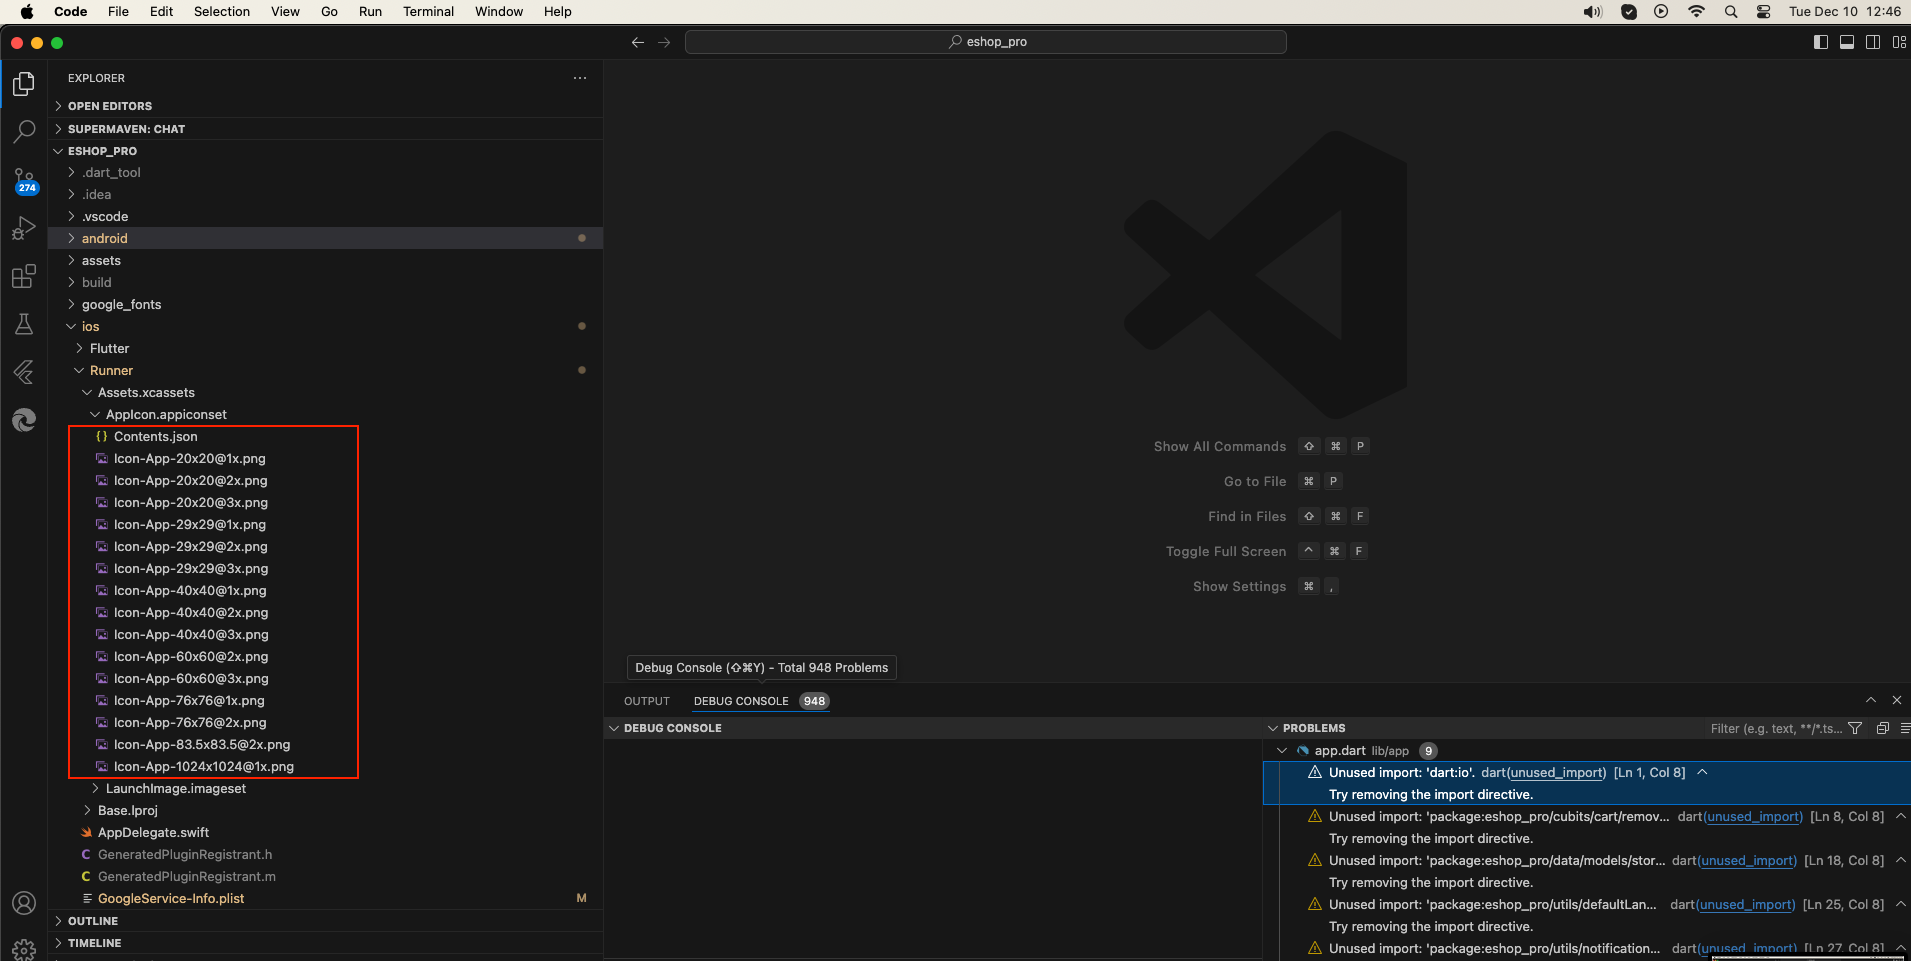 Code File Edit Selection View Go Run Terminal Window Help Tue Dec 10 12:46
eshop_pro
EXPLORER
OPEN EDITORS
SUPERMAVEN: CHAT
ESHOP_PRO
.dart_tool
.idea
.vscode
android
assets
build
google_fonts
ios
Flutter
Runner
Assets.xcassets
AppIcon.appiconset
{} Contents.json
Icon-App-20x20@1x.png
Icon-App-20x20@2x.png
Icon-App-20x20@3x.png
Icon-App-29x29@1x.png
Icon-App-29x29@2x.png
Icon-App-29x29@3x.png
Icon-App-40x40@1x.png
Icon-App-40x40@2x.png
Icon-App-40x40@3x.png
Icon-App-60x60@2x.png
Icon-App-60x60@3x.png
Icon-App-76x76@1x.png
Icon-App-76x76@2x.png
Icon-App-83.5x83.5@2x.png
Icon-App-1024x1024@1x.png
LaunchImage.imageset
Base.lproj
AppDelegate.swift
C GeneratedPluginRegistrant.h
C GeneratedPluginRegistrant.m
GoogleService-Info.plist M
OUTLINE
TIMELINE
274
Show All Commands ⇧ ⌘ P
Go to File ⌘ P
Find in Files ⇧ ⌘ F
Toggle Full Screen ^ ⌘ F
Show Settings ⌘ ,
Debug Console (⇧⌘Y) - Total 948 Problems
OUTPUT DEBUG CONSOLE 948
DEBUG CONSOLE
PROBLEMS Filter (e.g. text, **/*.ts...
app.dart lib/app 9
Unused import: 'dart:io'. dart(unused_import) [Ln 1, Col 8]
Try removing the import directive.
Unused import: 'package:eshop_pro/cubits/cart/remov... dart(unused_import) [Ln 8, Col 8]
Try removing the import directive.
Unused import: 'package:eshop_pro/data/models/stor... dart(unused_import) [Ln 18, Col 8]
Try removing the import directive.
Unused import: 'package:eshop_pro/utils/defaultLan... dart(unused_import) [Ln 25, Col 8]
Try removing the import directive.
Unused import: 'package:eshop_pro/utils/notification... dart(unused_import) [Ln 27, Col 8]